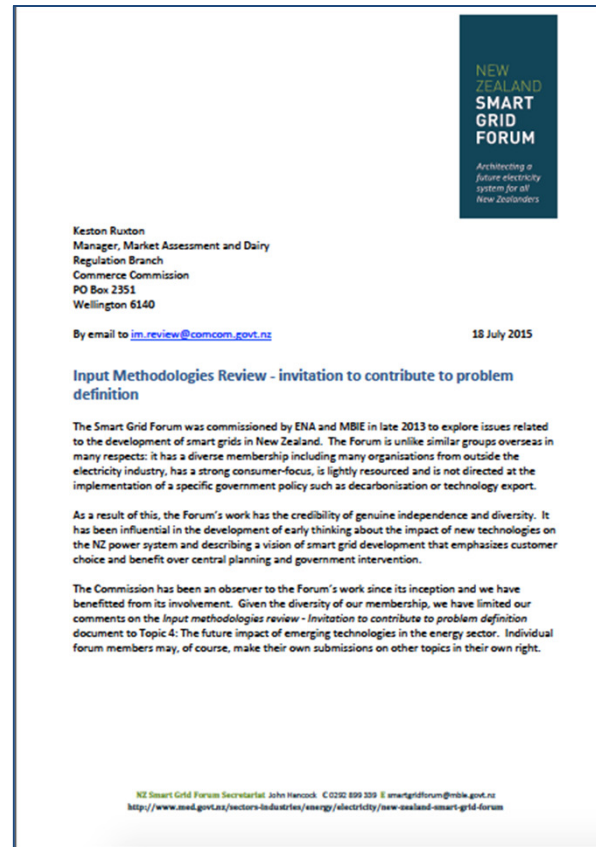 NEW
ZEALAND
SMART
GRID
FORUM
Architecting a
future electricity
system for all
New Zealanders
Keston Ruxton
Manager, Market Assessment and Dairy
Regulation Branch
Commerce Commission
PO Box 2351
Wellington 6140
By email to im.review@comcom.govt.nz 18 July 2015
Input Methodologies Review - invitation to contribute to problem
definition
The Smart Grid Forum was commissioned by ENA and MBIE in late 2013 to explore issues related
to the development of smart grids in New Zealand. The Forum is unlike similar groups overseas in
many respects: it has a diverse membership including many organisations from outside the
electricity industry, has a strong consumer-focus, is lightly resourced and is not directed at the
implementation of a specific government policy such as decarbonisation or technology export.
As a result of this, the Forum's work has the credibility of genuine independence and diversity. It
has been influential in the development of early thinking about the impact of new technologies on
the NZ power system and describing a vision of smart grid development that emphasizes customer
choice and benefit over central planning and government intervention.
The Commission has been an observer to the Forum's work since its inception and we have
benefitted from its involvement. Given the diversity of our membership, we have limited our
comments on the Input methodologies review - Invitation to contribute to problem definition
document to Topic 4: The future impact of emerging technologies in the energy sector. Individual
forum members may, of course, make their own submissions on other topics in their own right.
NZ Smart Grid Forum Secretariat John Hancock C 0292 899 339 E smartgridforum@mbie.govt.nz
http://www.med.govt.nz/sectors-industries/energy/electricity/new-zealand-smart-grid-forum